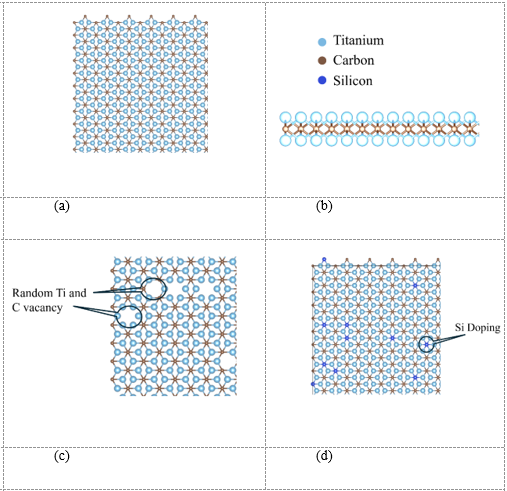 Titanium
Carbon
Silicon
(a)
(b)
Random Ti and
C vacancy
Si Doping
(c)
(d)